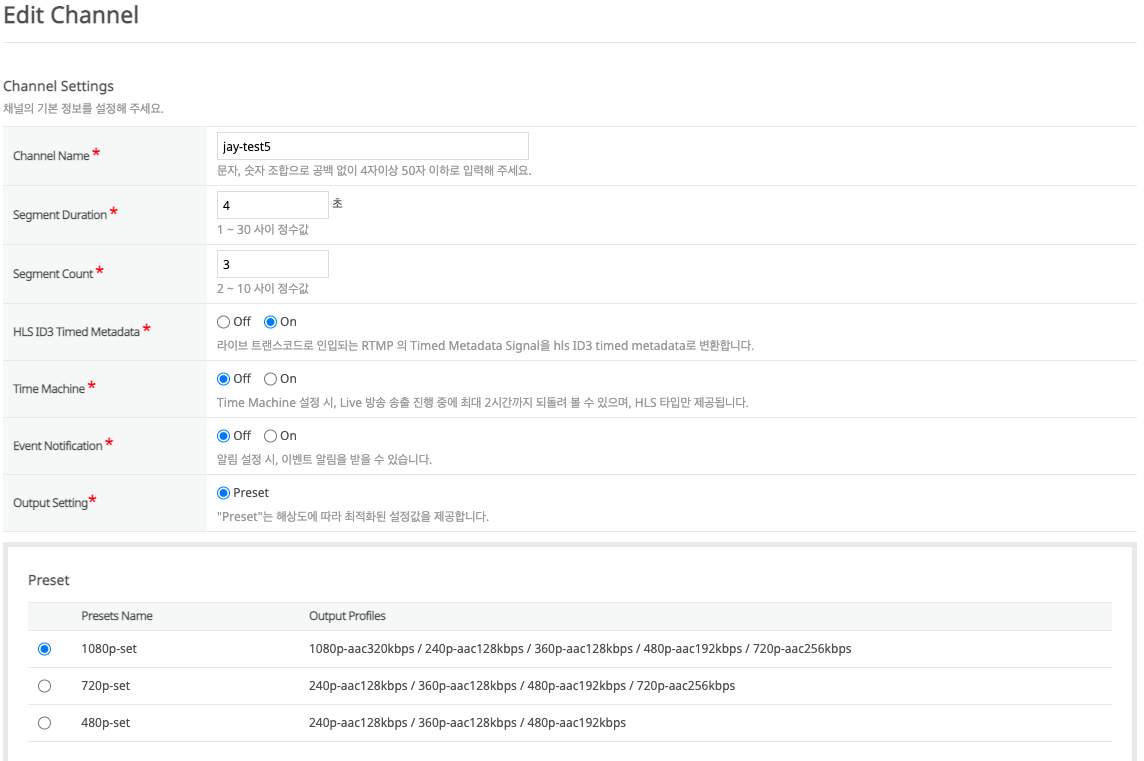 Edit Channel
Channel Settings
채널의 기본 정보를 설정해 주세요.
Channel Name *
jay-test5
문자, 숫자 조합으로 공백 없이 4자이상 50자 이하로 입력해 주세요.
Segment Duration *
4 초
1 ~ 30 사이 정수값
Segment Count *
3
2 ~ 10 사이 정수값
HLS ID3 Timed Metadata *
Off On
라이브 트랜스코드로 인입되는 RTMP 의 Timed Metadata Signal을 hls ID3 timed metadata로 변환합니다.
Time Machine *
Off On
Time Machine 설정 시, Live 방송 송출 진행 중에 최대 2시간까지 되돌려 볼 수 있으며, HLS 타입만 제공됩니다.
Event Notification *
Off On
알림 설정 시, 이벤트 알림을 받을 수 있습니다.
Output Setting*
Preset
"Preset"는 해상도에 따라 최적화된 설정값을 제공합니다.
Preset
Presets Name Output Profiles
1080p-set 1080p-aac320kbps / 240p-aac128kbps / 360p-aac128kbps / 480p-aac192kbps / 720p-aac256kbps
720p-set 240p-aac128kbps / 360p-aac128kbps / 480p-aac192kbps / 720p-aac256kbps
480p-set 240p-aac128kbps / 360p-aac128kbps / 480p-aac192kbps